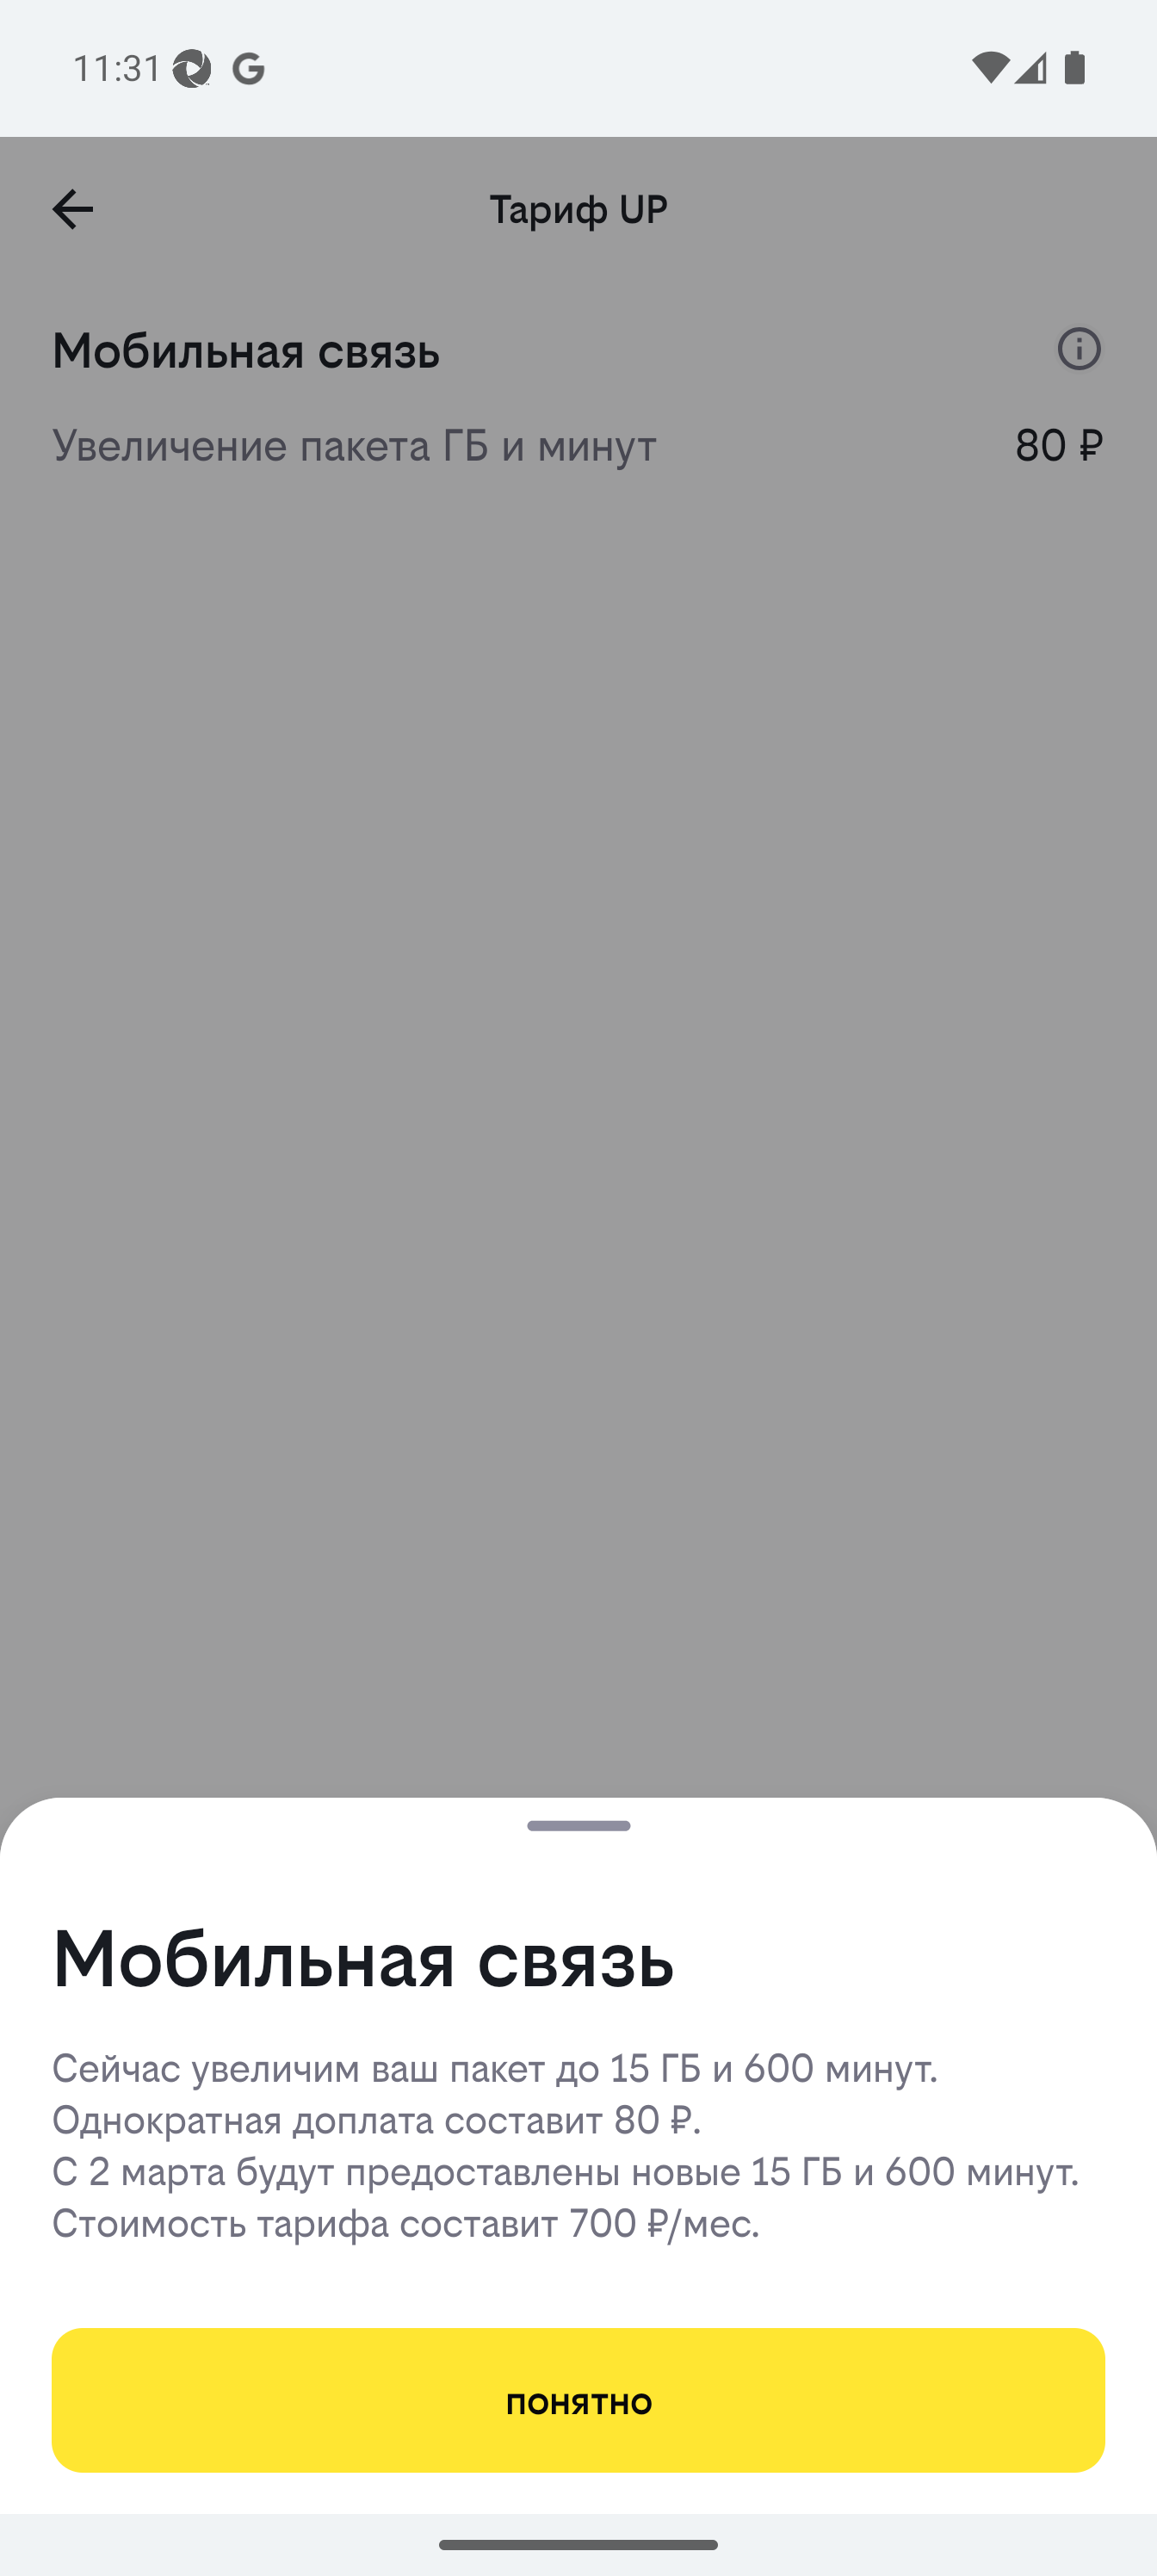 11:31
Тариф UP
Мобильная связь
Увеличение пакета ГБ и минут 80 ₽
Мобильная связь
Сейчас увеличим ваш пакет до 15 ГБ и 600 минут.
Однократная доплата составит 80 ₽.
С 2 марта будут предоставлены новые 15 ГБ и 600 минут.
Стоимость тарифа составит 700 ₽/мес.
понятно